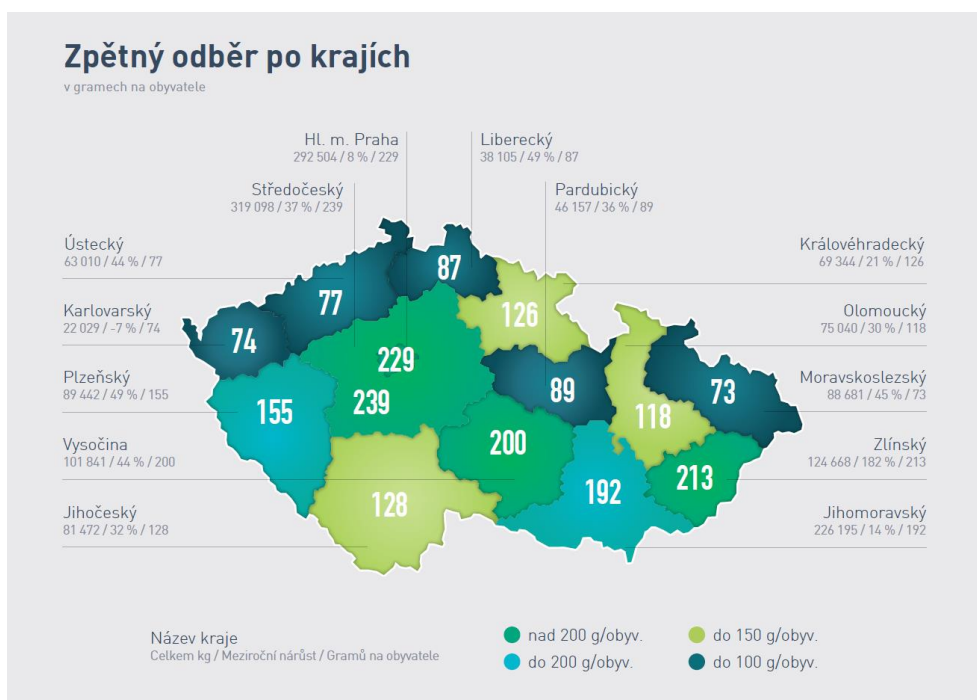 Zpětný odběr po krajích
v gramech na obyvatele
Hl. m. Praha
292 504 / 8 % / 229
Liberecký
38 105 / 49 % / 87
Středočeský
319 098 / 37 % / 239
Pardubický
46 157 / 36 % / 89
Ústecký
63 010 / 44 % / 77
Královéhradecký
69 344 / 21 % / 126
Karlovarský
22 029 / -7 % / 74
Olomoucký
75 040 / 30 % / 118
Plzeňský
89 442 / 49 % / 155
Moravskoslezský
88 681 / 45 % / 73
Vysočina
101 841 / 44 % / 200
Zlínský
124 668 / 182 % / 213
Jihočeský
81 472 / 32 % / 128
Jihomoravský
226 195 / 14 % / 192
87
77
126
74
229
89
73
155
239
118
200
213
192
128
Název kraje
Celkem kg / Meziroční nárůst / Gramů na obyvatele
nad 200 g/obyv.
do 150 g/obyv.
do 200 g/obyv.
do 100 g/obyv.